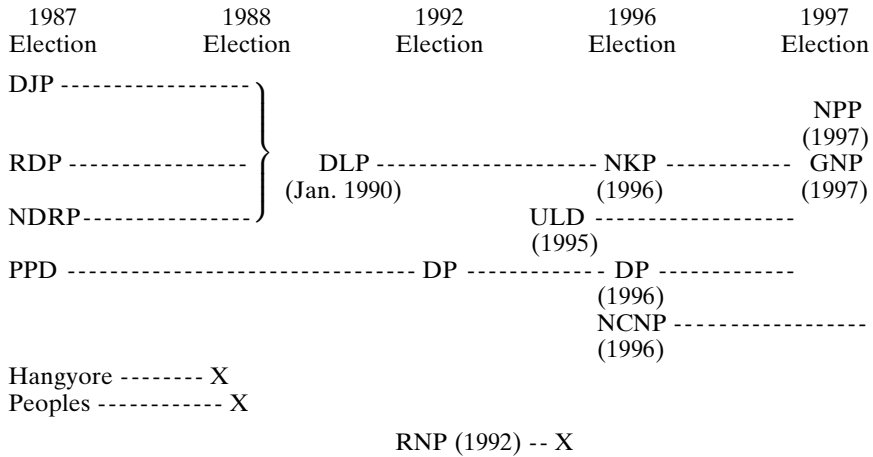 1987 1988 1992 1996 1997
Election Election Election Election Election
DJP -------------------
NPP
(1997)
RDP ------------------- DLP ----------------------- NKP ------------- GNP
(Jan. 1990) (1996) (1997)
NDRP----------------- ULD ---------------------
(1995)
PPD ------------------------------------- DP -------------- DP --------------
(1996)
NCNP ------------------
(1996)
Hangyore -------- X
Peoples ------------ X
RNP (1992) -- X